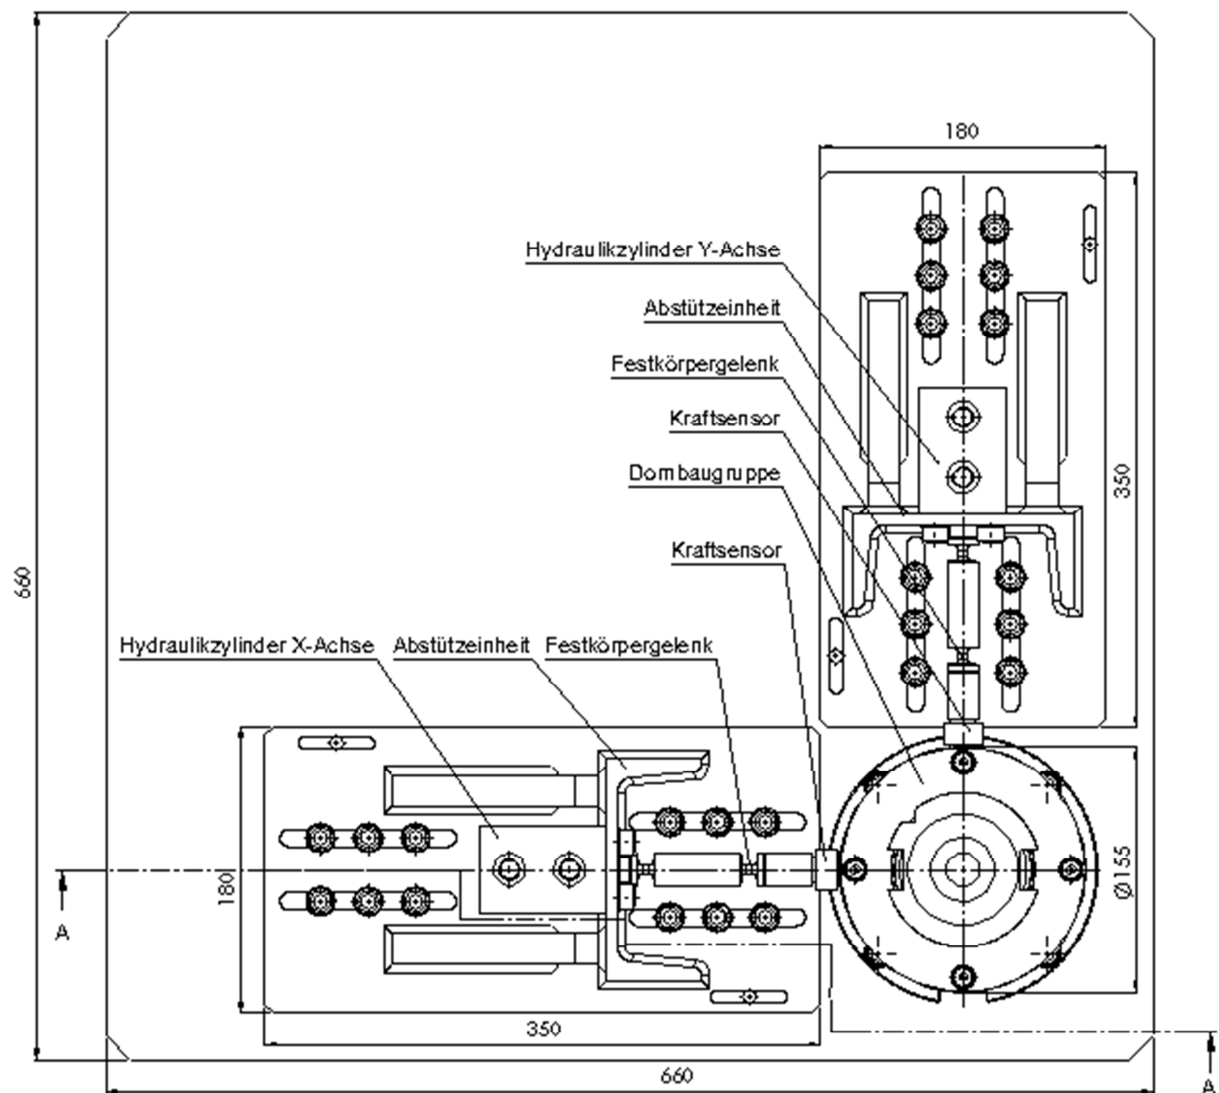 180
Hydraulikzylinder Y-Achse
Abstützeinheit
Festkörpergelenk
Kraftsensor
Dornbaugruppe
350
Kraftsensor
660
Hydraulikzylinder X-Achse Abstützeinheit Festkörpergelenk
180
Ø155
A
350
660
A